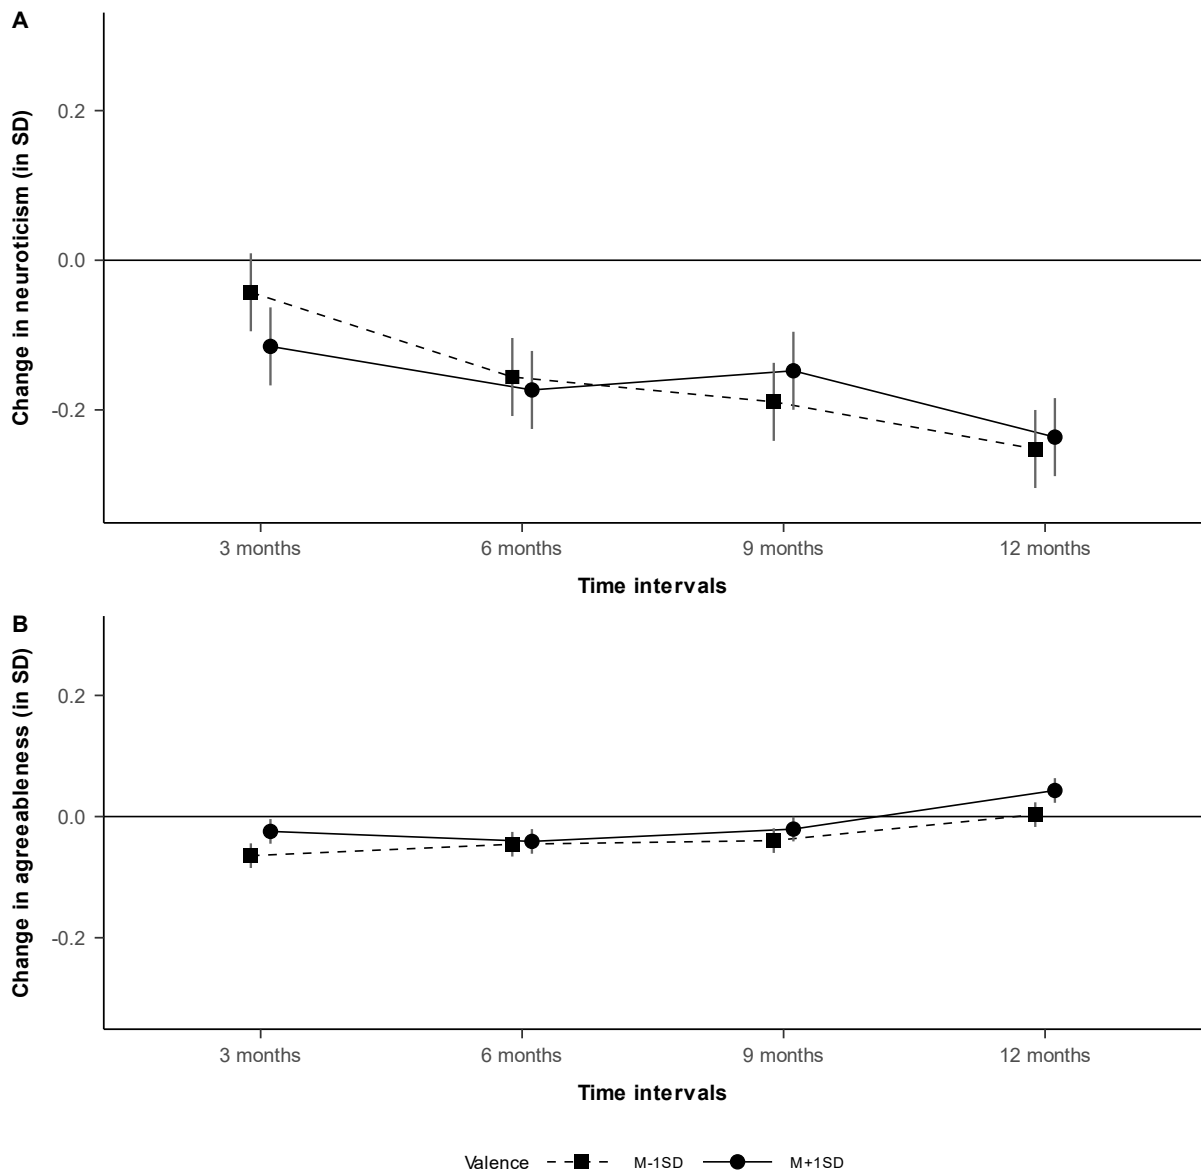 A
Change in neuroticism (in SD)
0.2
0.0
-0.2
3 months
6 months
9 months
12 months
Time intervals
B
Change in agreeableness (in SD)
0.2
0.0
-0.2
3 months
6 months
9 months
12 months
Time intervals
Valence M-1SD M+1SD